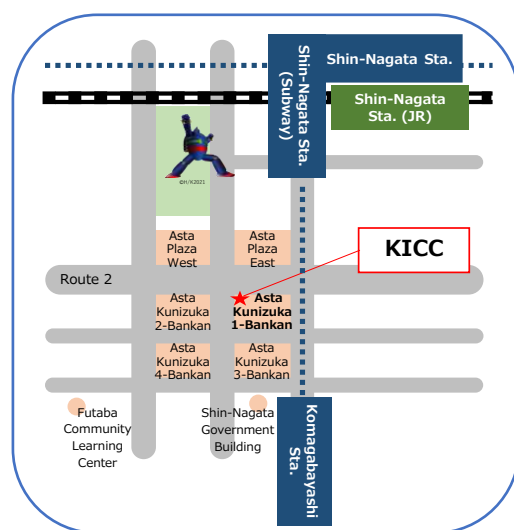 Shin-Nagata Sta.
Shin-Nagata Sta.
(Subway)
Shin-Nagata
Sta. (JR)
©H/K2021
Asta
Plaza
West
Asta
Plaza
East
KICC
Route 2
Asta
Kunizuka
2-Bankan
Asta
Kunizuka
1-Bankan
Asta
Kunizuka
4-Bankan
Asta
Kunizuka
3-Bankan
Futaba
Community
Learning
Center
Shin-Nagata
Government
Building
Komagabayashi
Sta.